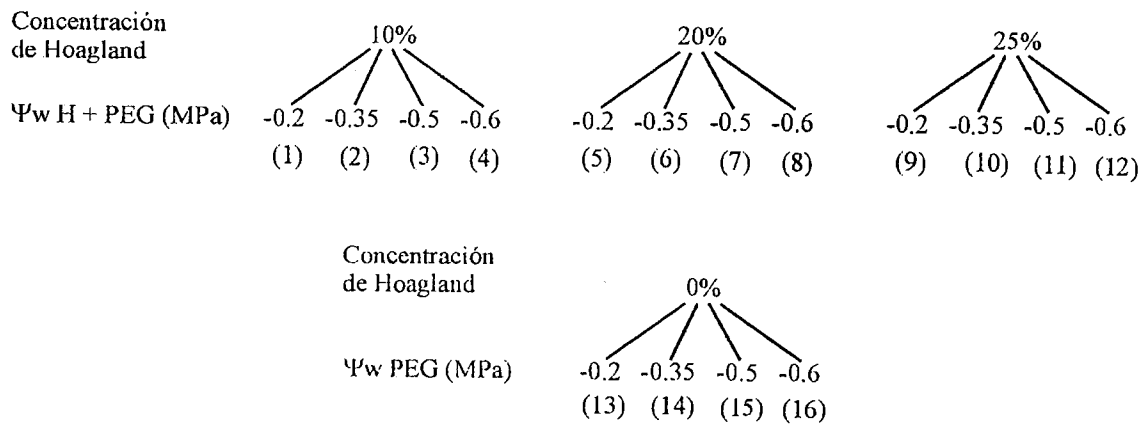 Concentración
de Hoagland
10% 20% 25%
Ψw H + PEG (MPa) -0.2 -0.35 -0.5 -0.6 -0.2 -0.35 -0.5 -0.6 -0.2 -0.35 -0.5 -0.6
(1) (2) (3) (4) (5) (6) (7) (8) (9) (10) (11) (12)
Concentración
de Hoagland
0%
Ψw PEG (MPa) -0.2 -0.35 -0.5 -0.6
(13) (14) (15) (16)